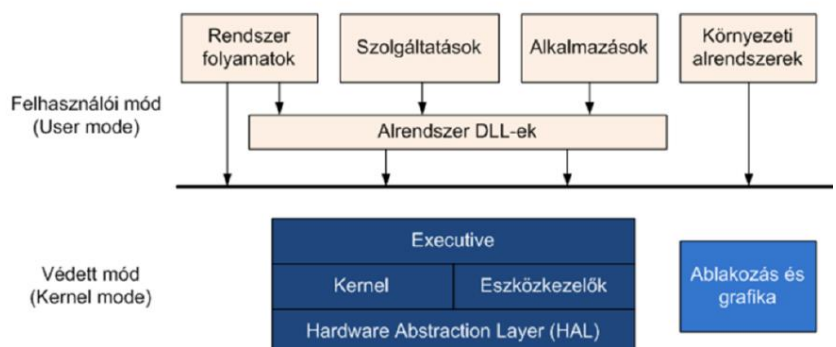 Rendszer
folyamatok
Szolgáltatások
Alkalmazások
Környezeti
alrendszerek
Felhasználói mód
(User mode)
Alrendszer DLL-ek
Executive
Védett mód
(Kernel mode)
Kernel
Eszközkezelők
Ablakozás és
grafika
Hardware Abstraction Layer (HAL)